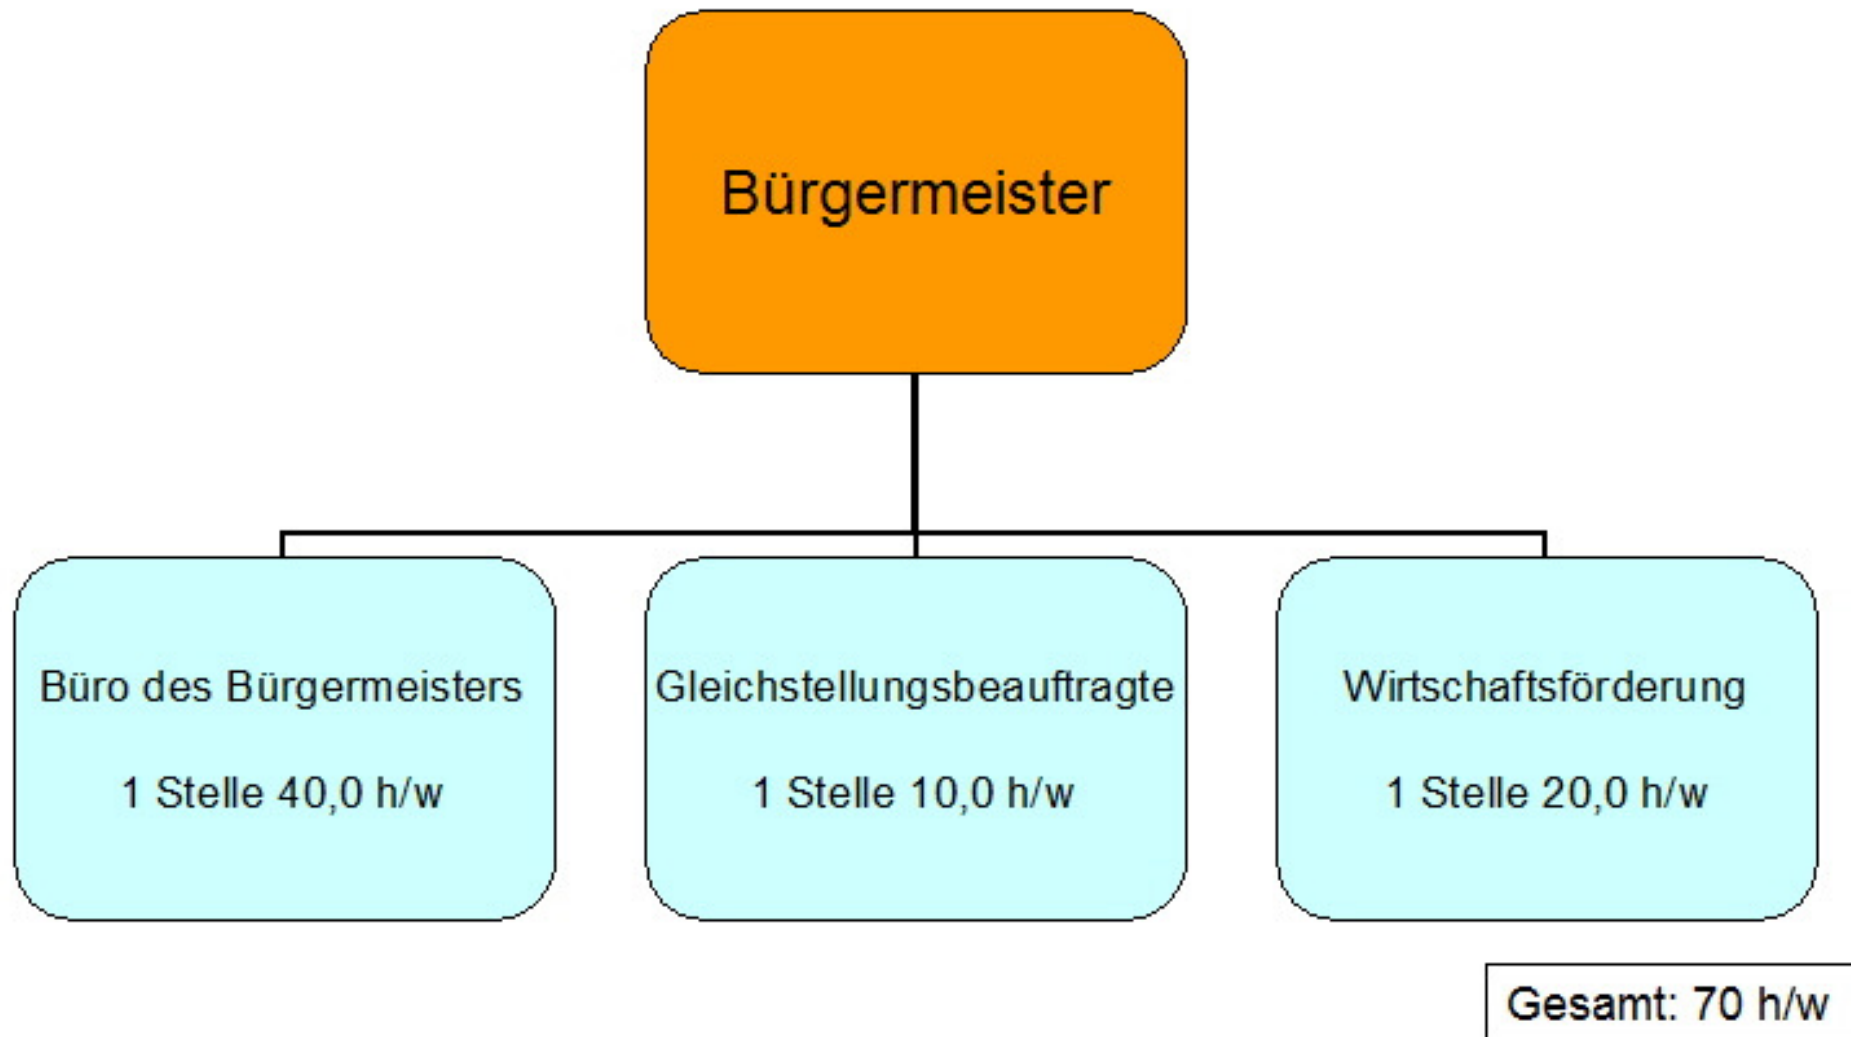 Bürgermeister
Büro des Bürgermeisters
1 Stelle 40,0 h/w
Gleichstellungsbeauftragte
1 Stelle 10,0 h/w
Wirtschaftsförderung
1 Stelle 20,0 h/w
Gesamt: 70 h/w